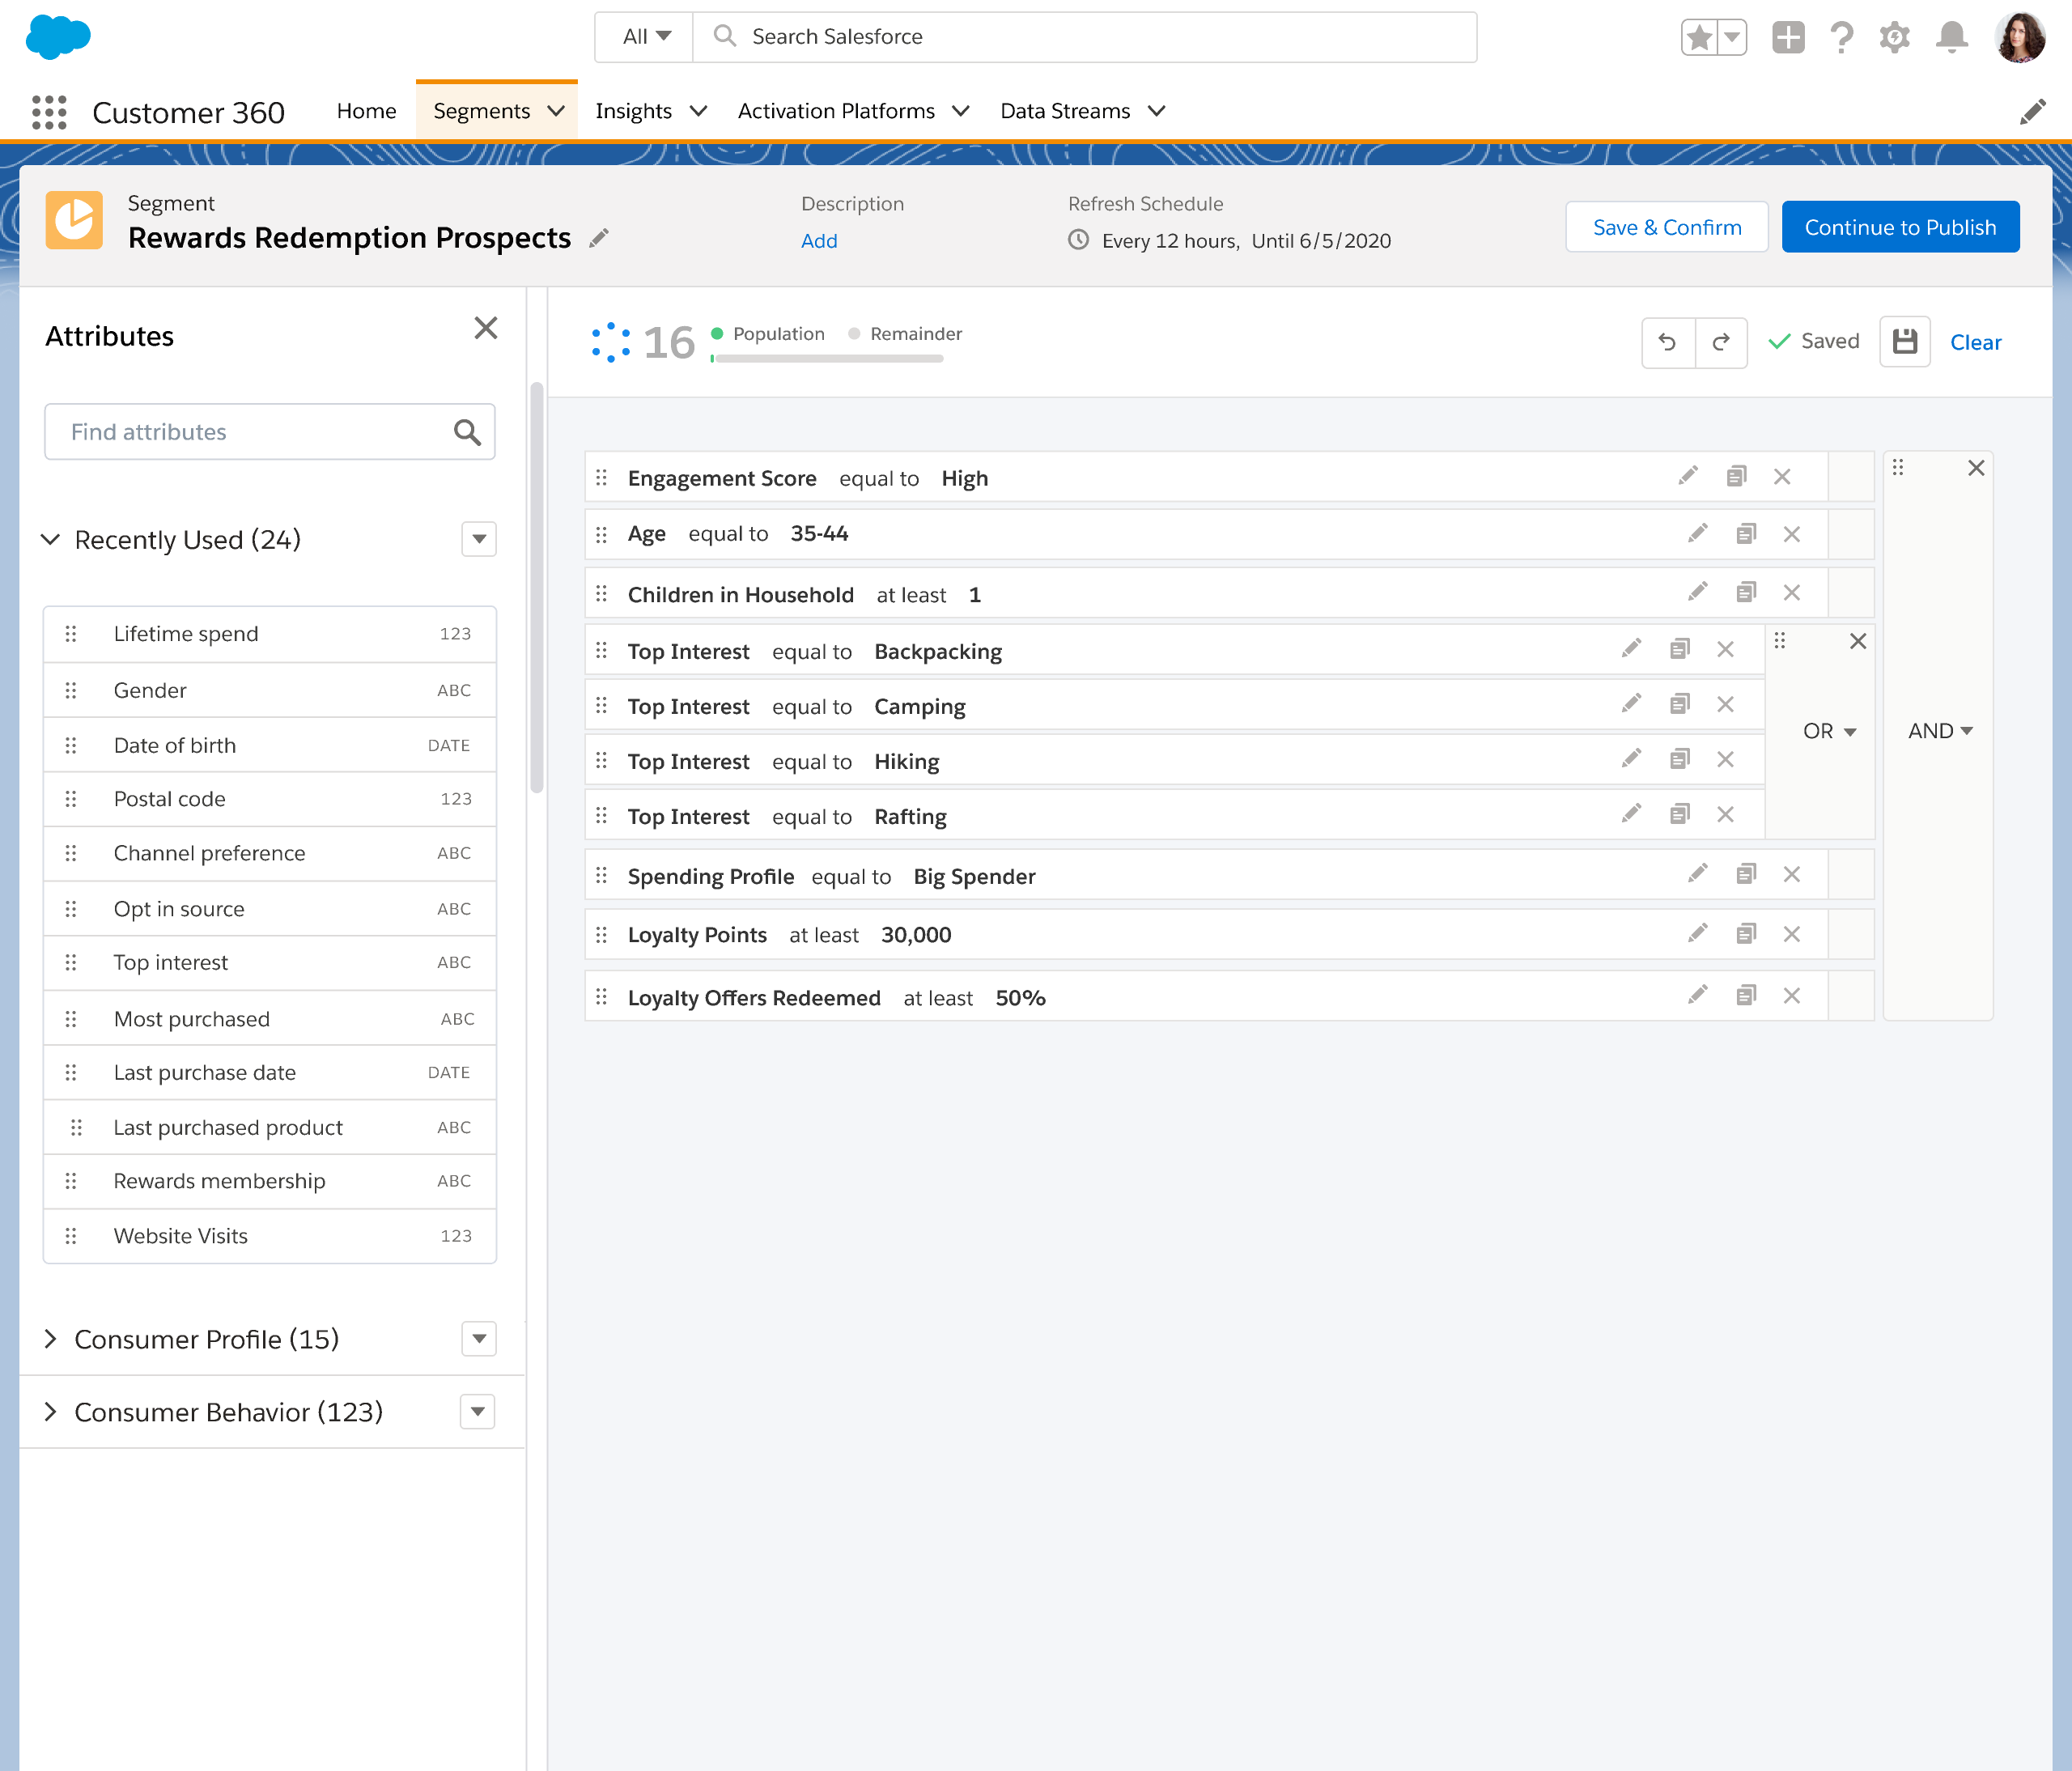 All
Search Salesforce
Customer 360
Home
Segments
Insights
Activation Platforms
Data Streams
Segment
Rewards Redemption Prospects
Description
Add
Refresh Schedule
Every 12 hours, Until 6/5/2020
Save & Confirm
Continue to Publish
Attributes
Find attributes
Recently Used (24)
Lifetime spend 123
Gender ABC
Date of birth DATE
Postal code 123
Channel preference ABC
Opt in source ABC
Top interest ABC
Most purchased ABC
Last purchase date DATE
Last purchased product ABC
Rewards membership ABC
Website Visits 123
Consumer Profile (15)
Consumer Behavior (123)
16
Population
Remainder
Saved
Clear
Engagement Score equal to High
Age equal to 35-44
Children in Household at least 1
Top Interest equal to Backpacking
Top Interest equal to Camping
Top Interest equal to Hiking
Top Interest equal to Rafting
OR
AND
Spending Profile equal to Big Spender
Loyalty Points at least 30,000
Loyalty Offers Redeemed at least 50%